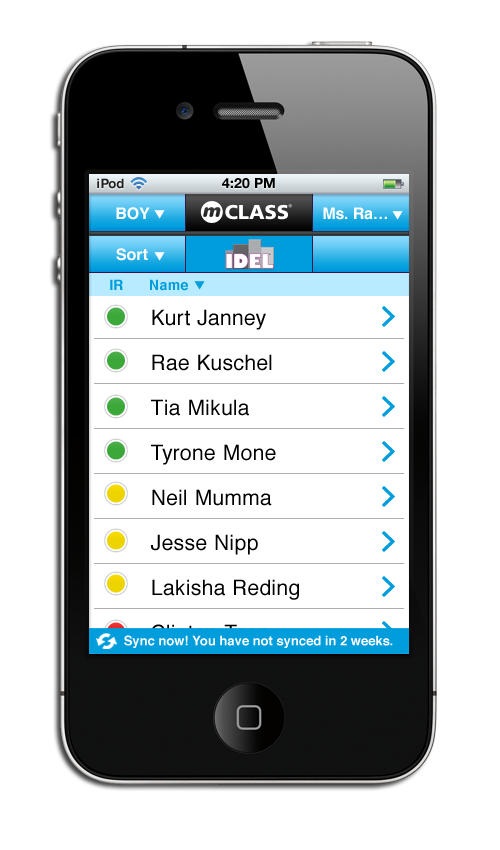 iPod 4:20 PM
BOY mCLASS® Ms. Ra...
Sort iDEL
IR Name
Kurt Janney
Rae Kuschel
Tia Mikula
Tyrone Mone
Neil Mumma
Jesse Nipp
Lakisha Reding
Sync now! You have not synced in 2 weeks.